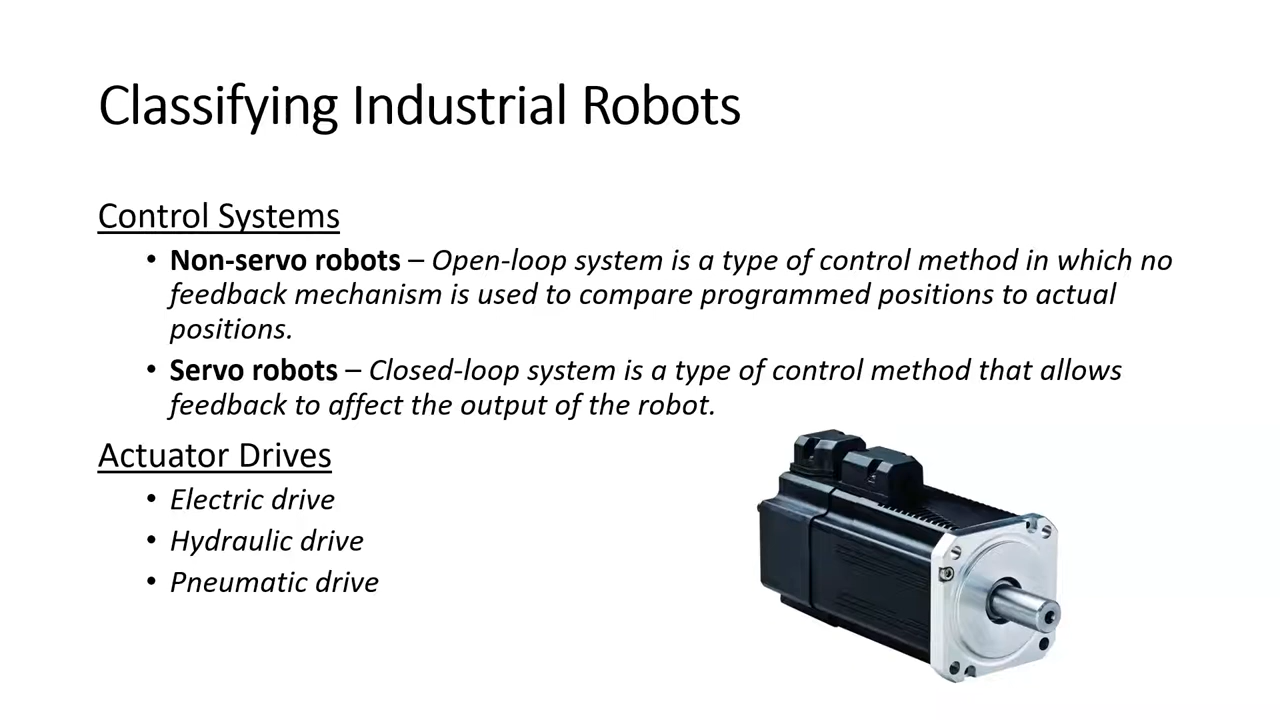 Classifying Industrial Robots
Control Systems
• Non-servo robots – Open-loop system is a type of control method in which no
feedback mechanism is used to compare programmed positions to actual
positions.
• Servo robots – Closed-loop system is a type of control method that allows
feedback to affect the output of the robot.
Actuator Drives
• Electric drive
• Hydraulic drive
• Pneumatic drive